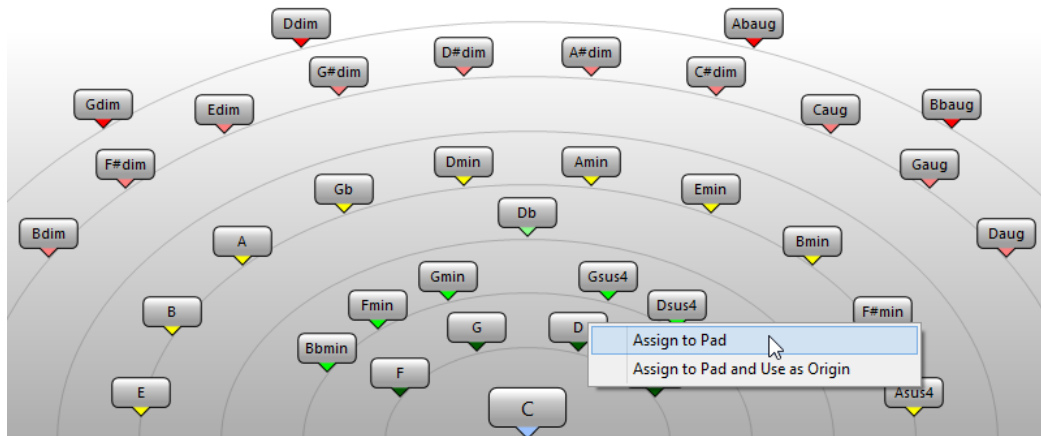 Ddim
Abaug
D#dim
A#dim
G#dim
C#dim
Gdim
Edim
Caug
Bbaug
F#dim
Dmin
Amin
Gaug
Gb
Emin
Db
Bdim
A
Bmin
Daug
Gmin
Gsus4
Fmin
Dsus4
B
F#min
G
D
Assign to Pad
Bbmin
Assign to Pad and Use as Origin
F
E
C
Asus4